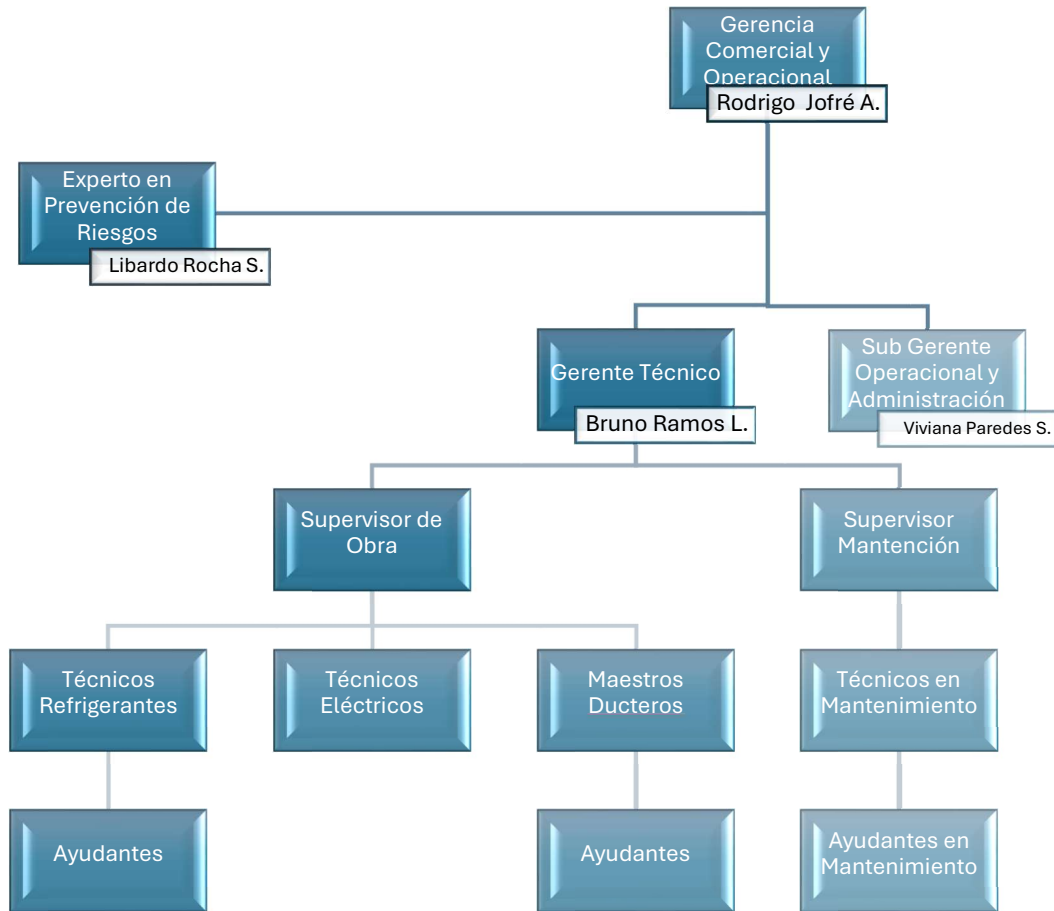 Gerencia
Comercial y
Operacional
Rodrigo Jofré A.
Experto en
Prevención de
Riesgos
Libardo Rocha S.
Gerente Técnico
Bruno Ramos L.
Sub Gerente
Operacional y
Administración
Viviana Paredes S.
Supervisor de
Obra
Supervisor
Mantención
Técnicos
Refrigerantes
Técnicos
Eléctricos
Maestros
Ducteros
Técnicos en
Mantenimiento
Ayudantes
Ayudantes
Ayudantes en
Mantenimiento